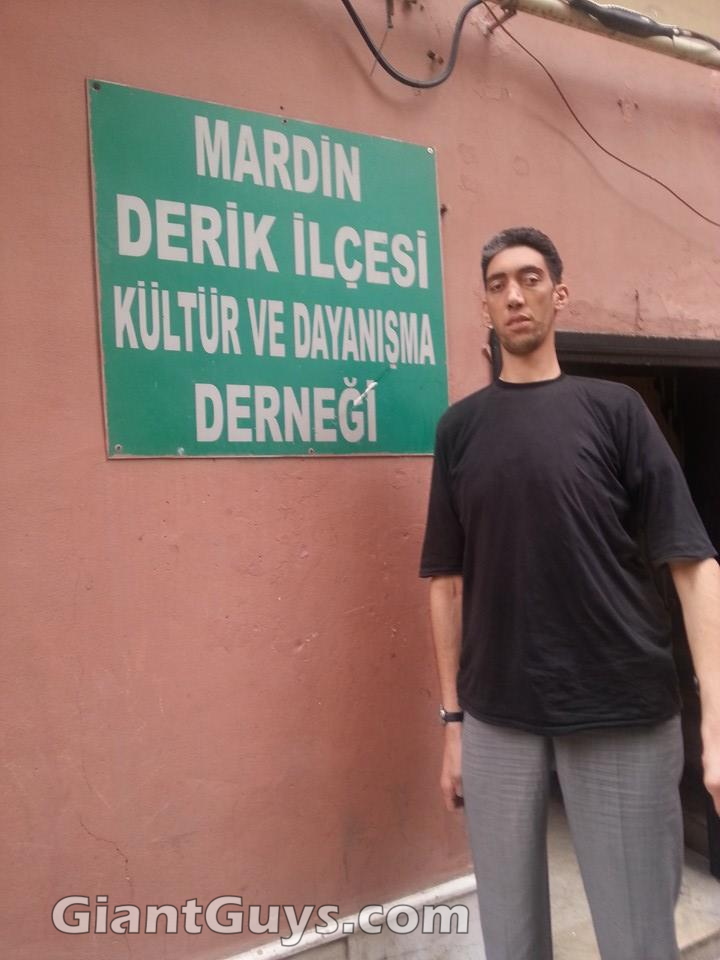 MARDİN
DERİK İLÇESİ
KÜLTÜR VE DAYANIŞMA
DERNEĞİ
GiantGuys.com